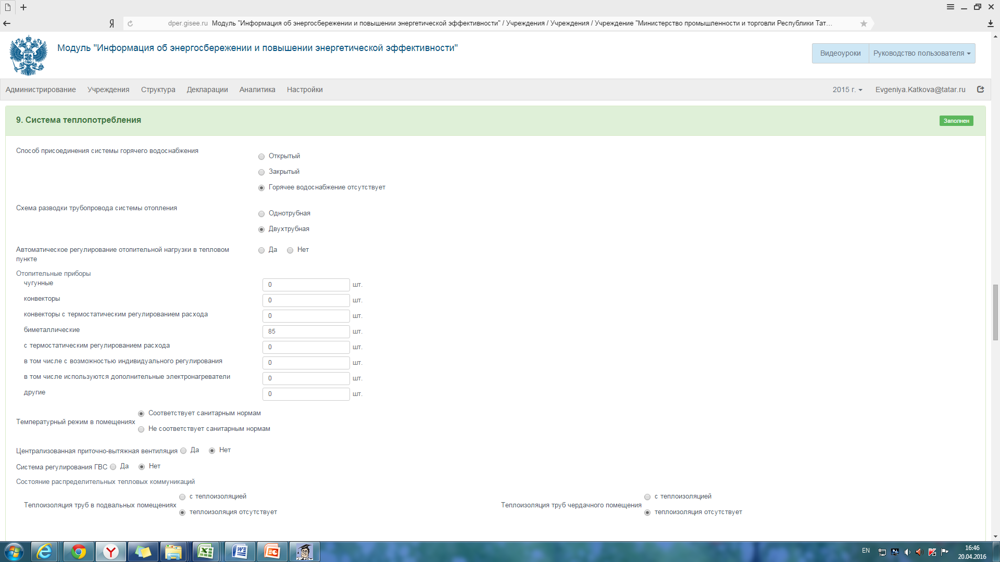 dper.gisee.ru Модуль "Информация об энергосбережении и повышении энергетической эффективности" / Учреждения / Учреждения / Учреждение "Министерство промышленности и торговли Республики Тат...
Модуль "Информация об энергосбережении и повышении энергетической эффективности"
Видеоуроки Руководство пользователя
Администрирование Учреждения Структура Декларации Аналитика Настройки 2015 г. Evgeniya.Katkova@tatar.ru
9. Система теплопотребления Заполнен
Способ присоединения системы горячего водоснабжения
Открытый
Закрытый
Горячее водоснабжение отсутствует
Схема разводки трубопровода системы отопления
Однотрубная
Двухтрубная
Автоматическое регулирование отопительной нагрузки в тепловом Да Нет
пункте
Отопительные приборы
чугунные 0 шт.
конвекторы 0 шт.
конвекторы с термостатическим регулированием расхода 0 шт.
биметаллические 85 шт.
с термостатическим регулированием расхода 0 шт.
в том числе с возможностью индивидуального регулирования 0 шт.
в том числе используются дополнительные электронагреватели 0 шт.
другие 0 шт.
Соответствует санитарным нормам
Температурный режим в помещениях
Не соответствует санитарным нормам
Централизованная приточно-вытяжная вентиляция Да Нет
Система регулирования ГВС Да Нет
Состояние распределительных тепловых коммуникаций
с теплоизоляцией с теплоизоляцией
Теплоизоляция труб в подвальных помещениях Теплоизоляция труб чердачного помещения
теплоизоляция отсутствует теплоизоляция отсутствует
EN 16:46
20.04.2016